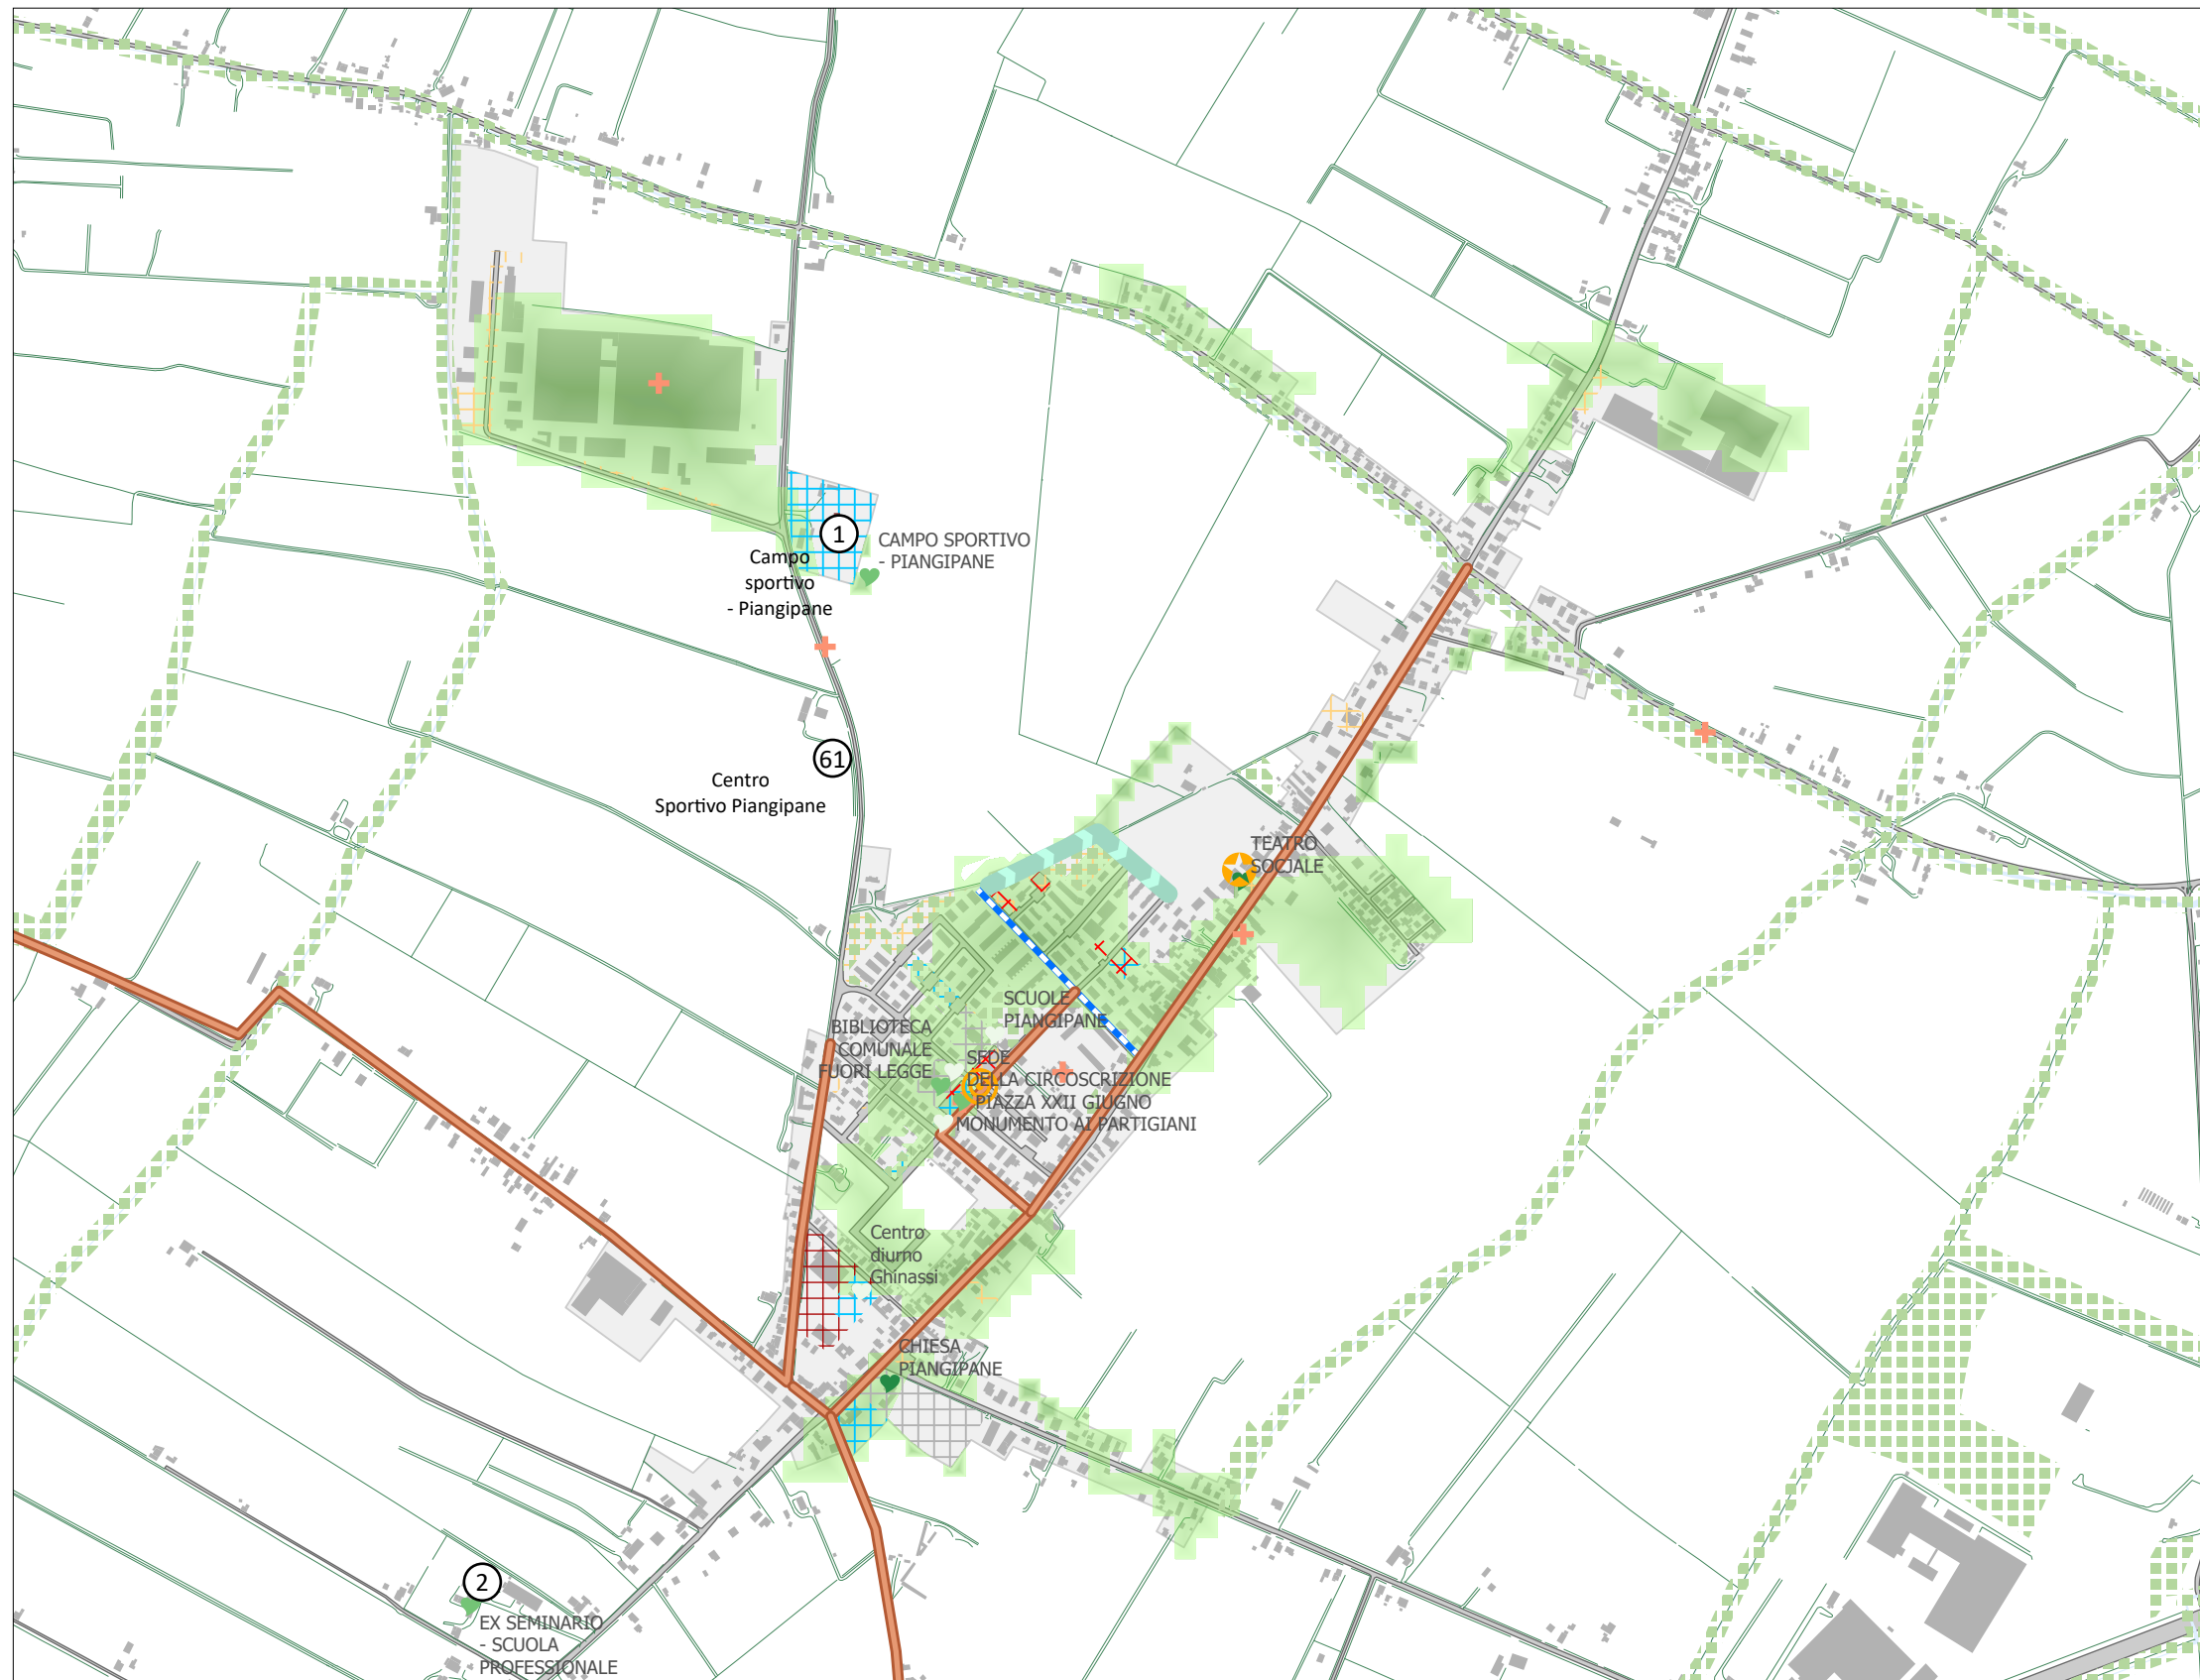 1
CAMPO SPORTIVO
- PIANGIPANE
Campo
sportivo
- Piangipane
61
Centro
Sportivo Piangipane
TEATRO
SOCIALE
SCUOLE
PIANGIPANE
BIBLIOTECA
COMUNALE
FUORI LEGGE
SEDE
DELLA CIRCOSCRIZIONE
PIAZZA XXII GIUGNO
MONUMENTO AI PARTIGIANI
Centro
diurno
Ghinassi
CHIESA
PIANGIPANE
2
EX SEMINARIO
- SCUOLA
PROFESSIONALE